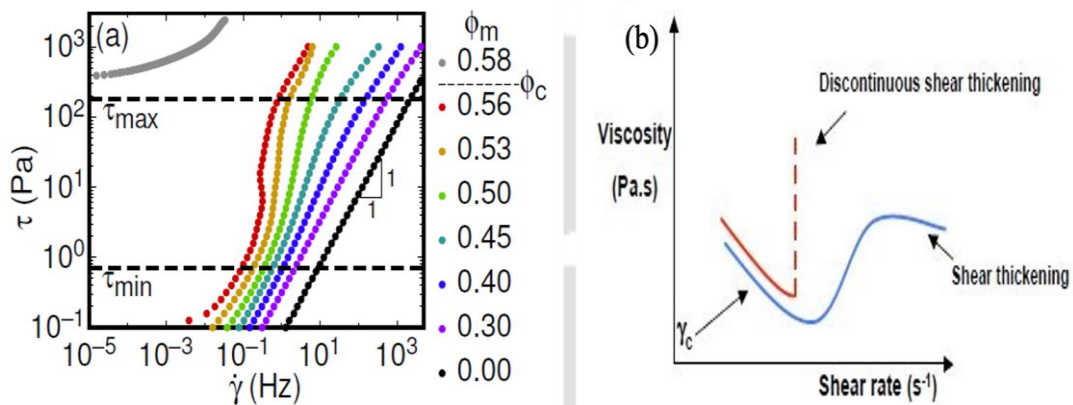 (a)
10³
10²
10¹
10⁰
10⁻¹
τ (Pa)
τmax
τmin
1
1
10⁻⁵
10⁻³
10⁻¹
10¹
10³
γ̇ (Hz)
ϕm
0.58
ϕc
0.56
0.53
0.50
0.45
0.40
0.30
0.00
(b)
Viscosity
(Pa.s)
Discontinuous shear thickening
Shear thickening
γc
Shear rate (s⁻¹)